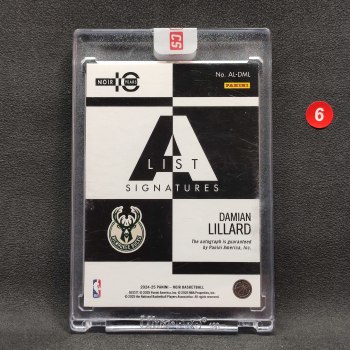 CS
NOIR 10 YEARS
No. AL-DML
PANINI
A
LIST
SIGNATURES
DAMIAN
LILLARD
The autograph is guaranteed
by Panini America, Inc.
2024-25 PANINI - NOIR BASKETBALL
6